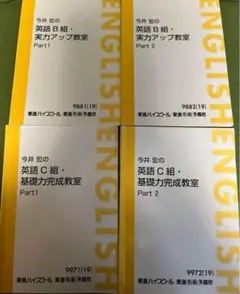 今井 宏の
英語B組・
実力アップ教室
Part 1
9881(19)
東進ハイスクール 東進衛星予備校
ENGLISH
今井 宏の
英語B組・
実力アップ教室
Part 2
9882(19)
東進ハイスクール 東進衛星予備校
ENGLISH
今井 宏の
英語C組・
基礎力完成教室
Part 1
9971(19)
東進ハイスクール 東進衛星予備校
ENGLISH
今井 宏の
英語C組・
基礎力完成教室
Part 2
9972(19)
東進ハイスクール 東進衛星予備校
ENGLISH